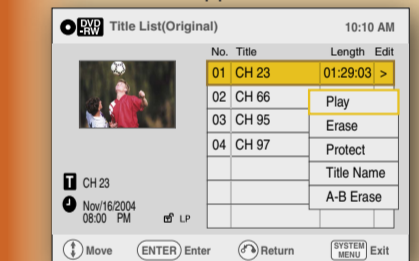 DVD -RW Title List(Original) 10:10 AM
No. Title Length Edit
01 CH 23 01:29:03 >
02 CH 66
03 CH 95
04 CH 97
Play
Erase
Protect
Title Name
A-B Erase
T CH 23
Nov/16/2004
08:00 PM LP
Move ENTER Enter Return SYSTEM MENU Exit